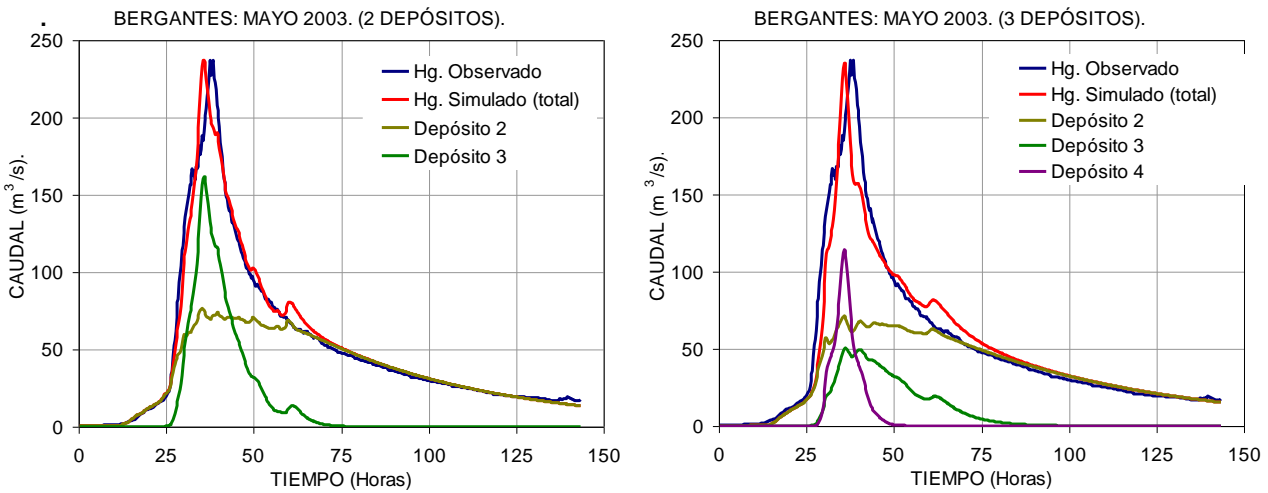 BERGANTES: MAYO 2003. (2 DEPÓSITOS).
250
200
150
100
50
0
CAUDAL (m³/s).
Hg. Observado
Hg. Simulado (total)
Depósito 2
Depósito 3
0 25 50 75 100 125 150
TIEMPO (Horas)
BERGANTES: MAYO 2003. (3 DEPÓSITOS).
250
200
150
100
50
0
CAUDAL (m³/s).
Hg. Observado
Hg. Simulado (total)
Depósito 2
Depósito 3
Depósito 4
0 25 50 75 100 125 150
TIEMPO (Horas)